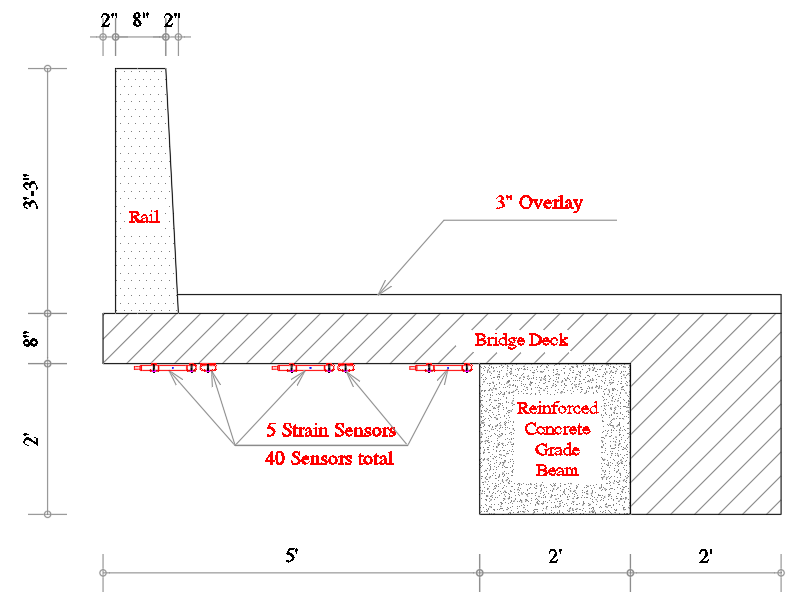 2" 8" 2"
3'-3"
Rail
3" Overlay
8"
Bridge Deck
2'
5 Strain Sensors
40 Sensors total
Reinforced
Concrete
Grade
Beam
5' 2' 2'